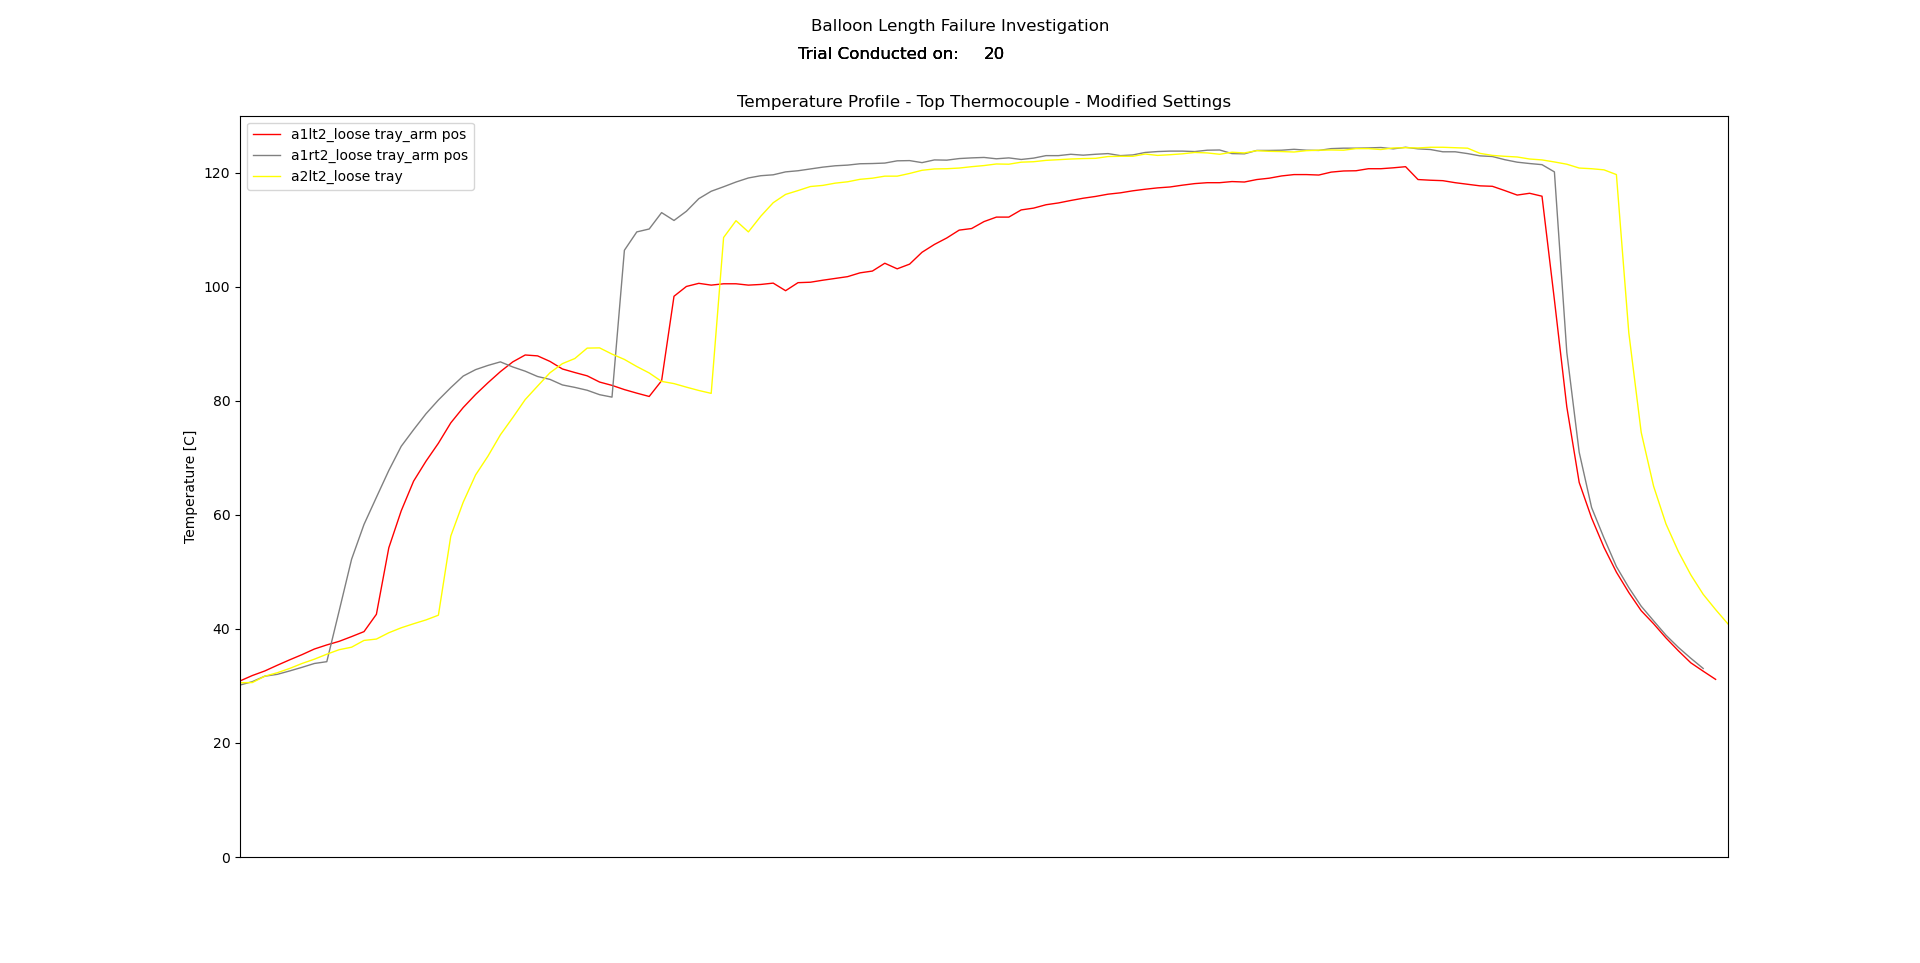 Balloon Length Failure Investigation
Trial Conducted on: 20
Temperature Profile - Top Thermocouple - Modified Settings
a1lt2_loose tray_arm pos
a1rt2_loose tray_arm pos
a2lt2_loose tray
120
100
80
60
40
20
0
Temperature [C]